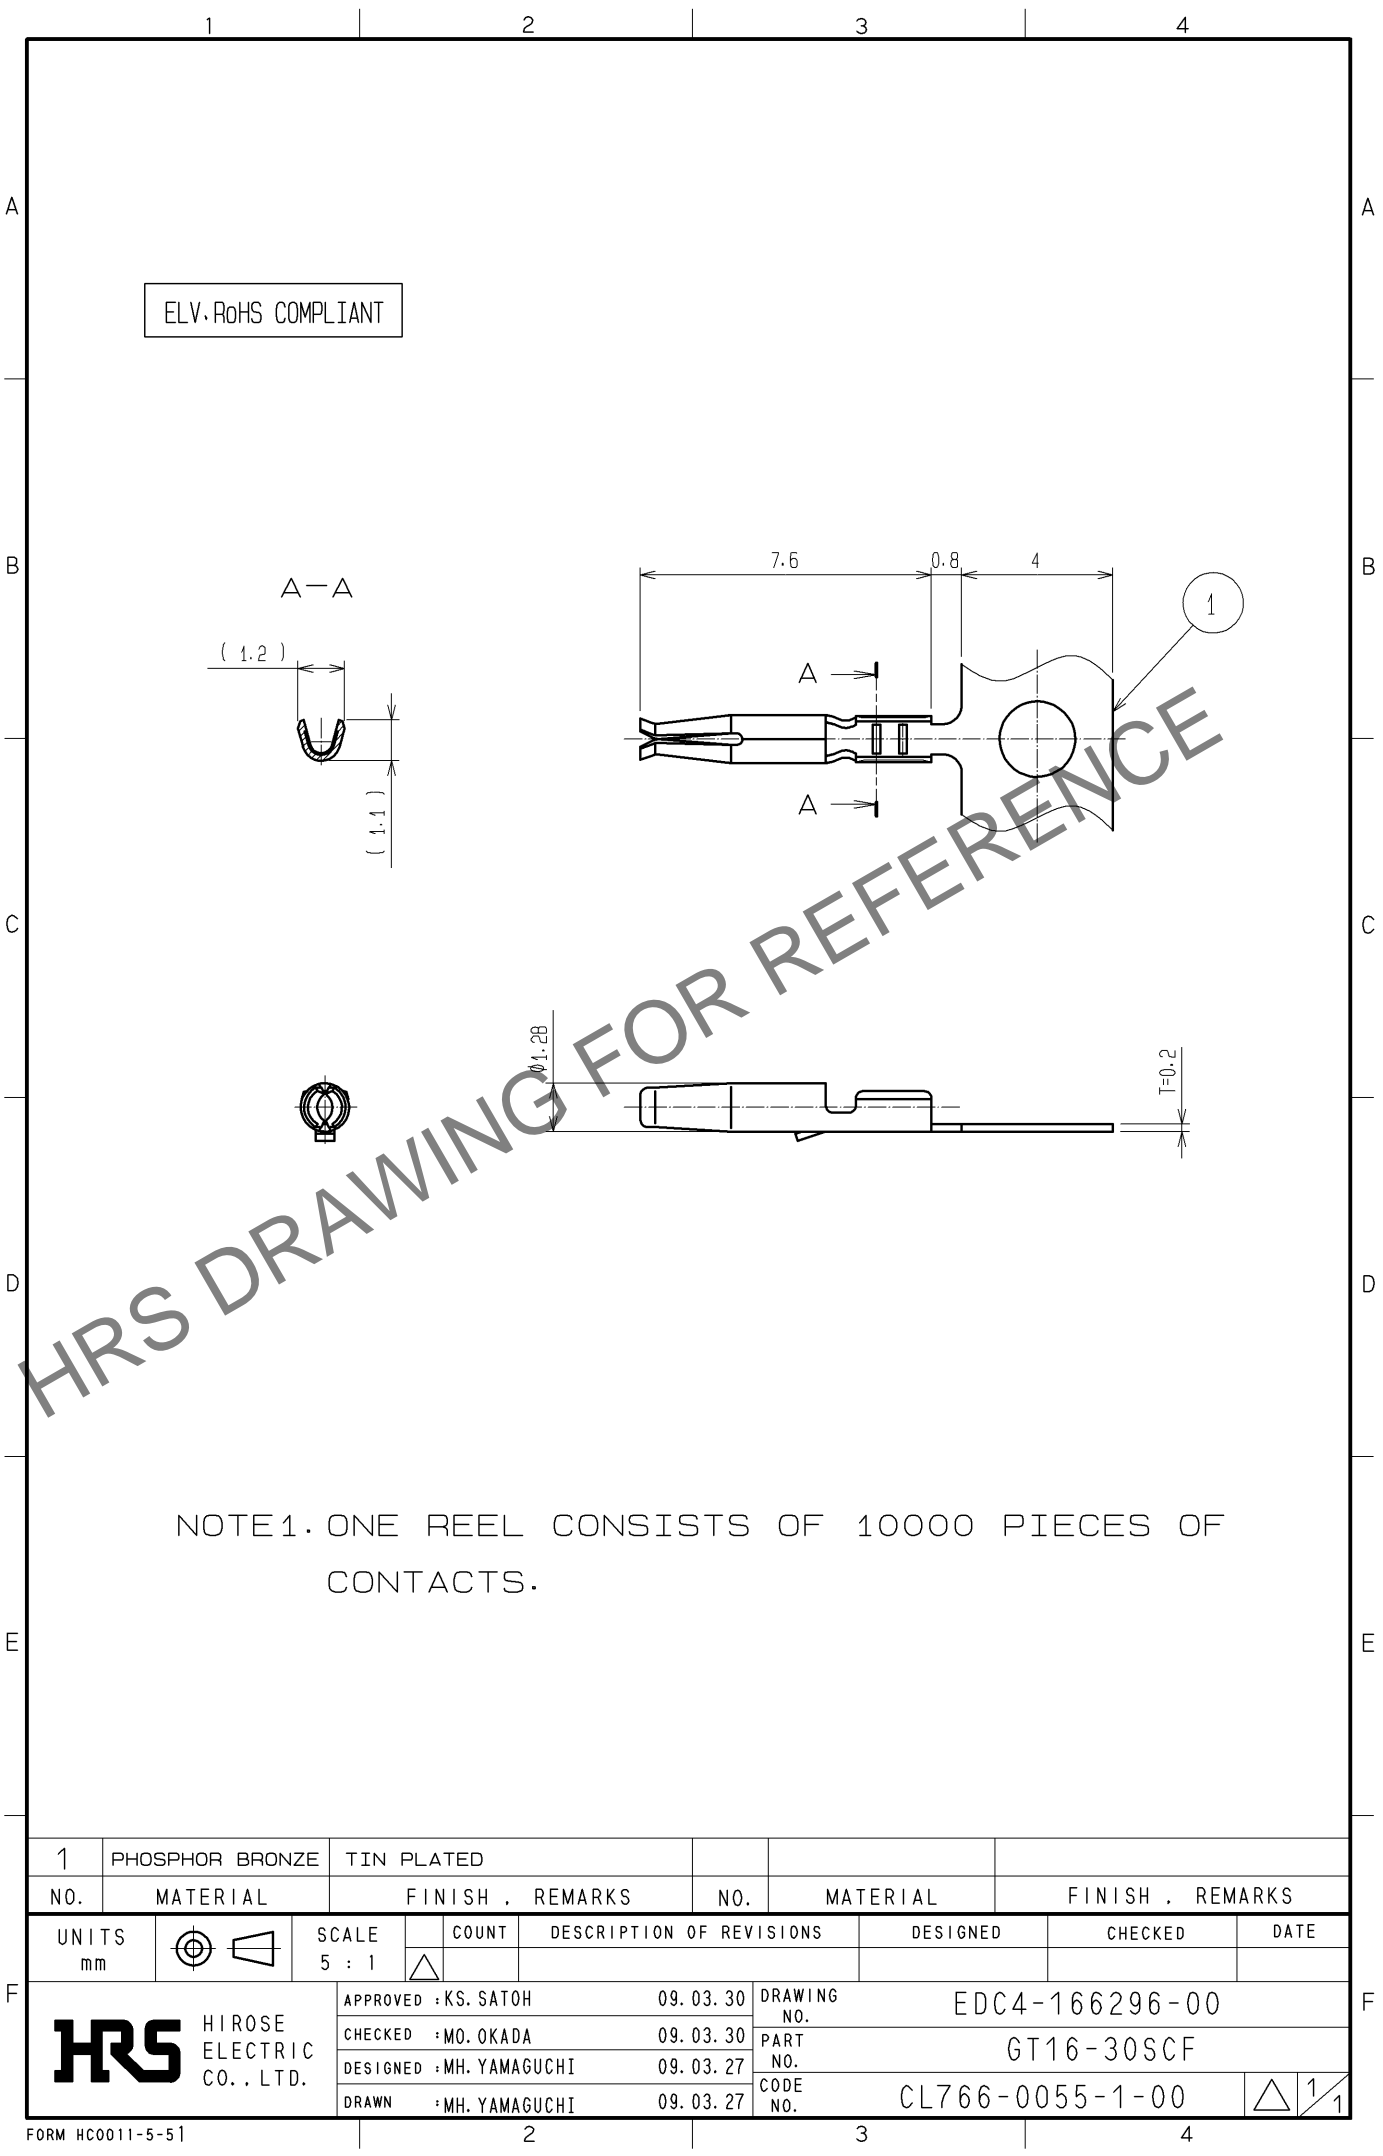 1 2 3 4
A A
ELV.RoHS COMPLIANT
B B
A-A
7.6 0.8 4
1
( 1.2 )
A
( 1.1 )
A
C C
HRS DRAWING FOR REFERENCE
Φ1.28
T=0.2
D D
NOTE1. ONE REEL CONSISTS OF 10000 PIECES OF
CONTACTS.
E E
1 PHOSPHOR BRONZE TIN PLATED
NO. MATERIAL FINISH , REMARKS NO. MATERIAL FINISH , REMARKS
UNITS mm SCALE 5 : 1 COUNT DESCRIPTION OF REVISIONS DESIGNED CHECKED DATE
F F
HRS HIROSE
ELECTRIC
CO.,LTD.
APPROVED :KS.SATOH 09.03.30
CHECKED :MO.OKADA 09.03.30
DESIGNED :MH.YAMAGUCHI 09.03.27
DRAWN :MH.YAMAGUCHI 09.03.27
DRAWING NO. EDC4-166296-00
PART NO. GT16-30SCF
CODE NO. CL766-0055-1-00 1/1
FORM HC0011-5-5 1 2 3 4